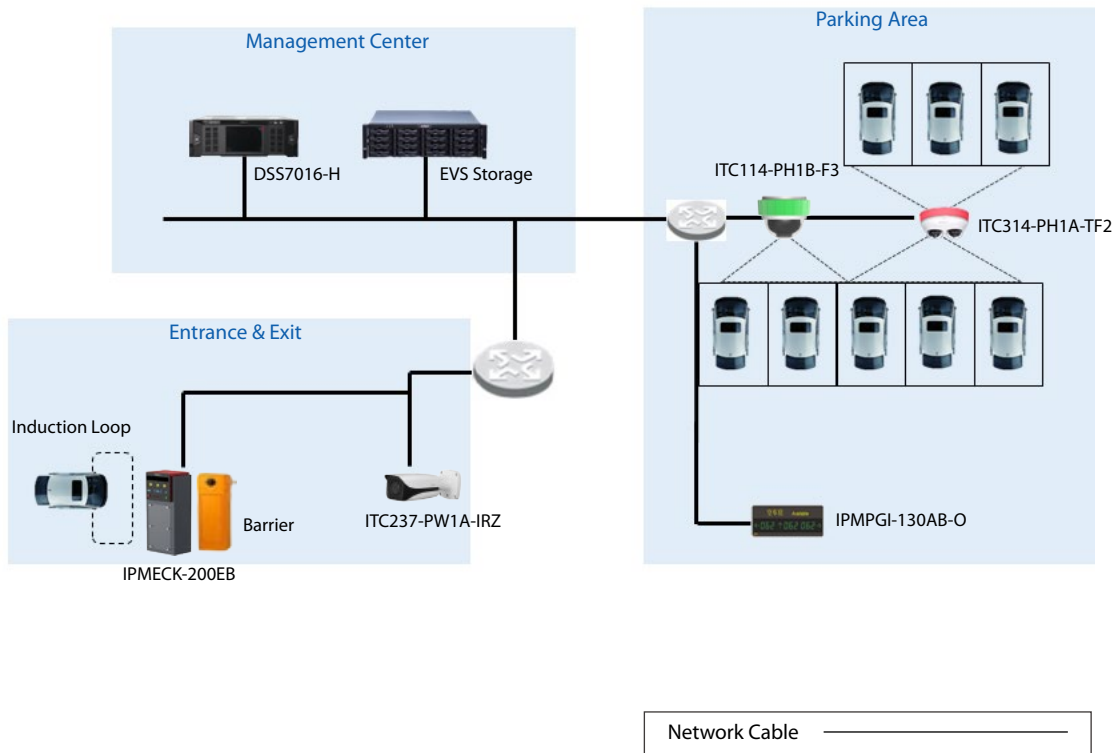 Management Center
Parking Area
DSS7016-H
EVS Storage
ITC114-PH1B-F3
ITC314-PH1A-TF2
Entrance & Exit
Induction Loop
Barrier
ITC237-PW1A-IRZ
IPMECK-200EB
IPMPGI-130AB-O
Network Cable